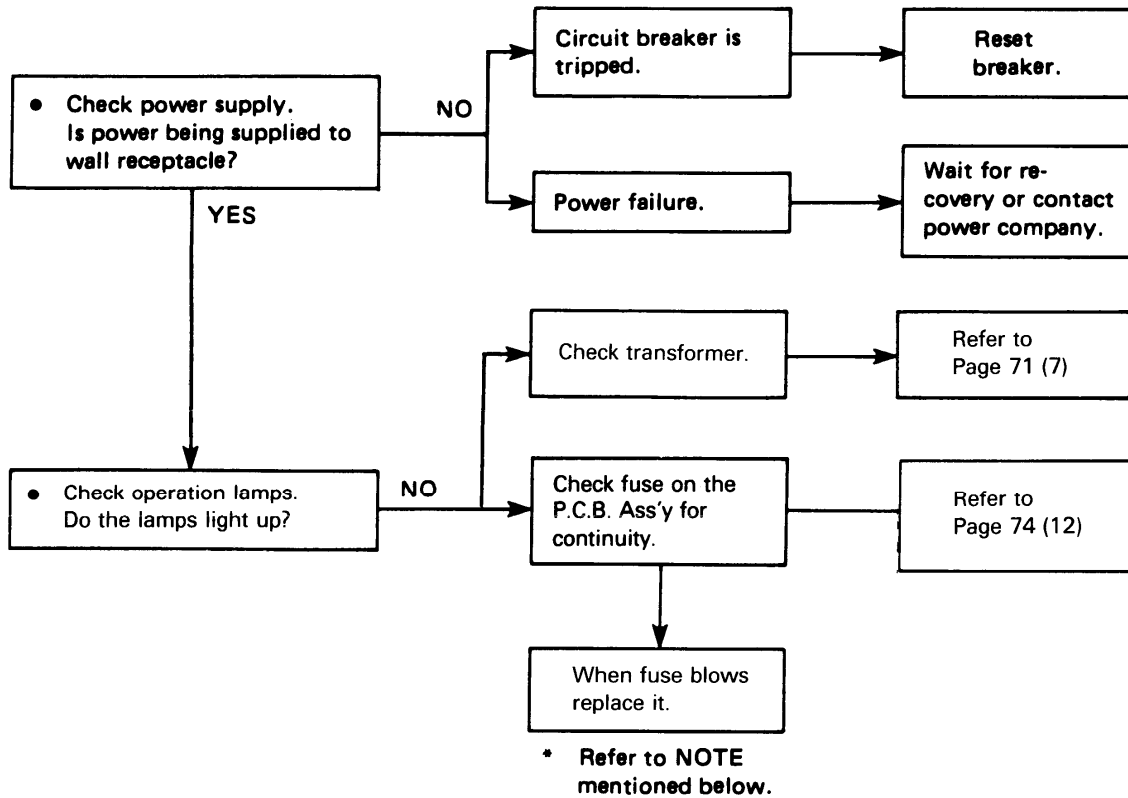 Circuit breaker is
tripped.
Reset
breaker.
• Check power supply.
Is power being supplied to
wall receptacle?
NO
Power failure.
Wait for re-
covery or contact
power company.
YES
Check transformer.
Refer to
Page 71 (7)
• Check operation lamps.
Do the lamps light up?
NO
Check fuse on the
P.C.B. Ass'y for
continuity.
Refer to
Page 74 (12)
When fuse blows
replace it.
* Refer to NOTE
mentioned below.